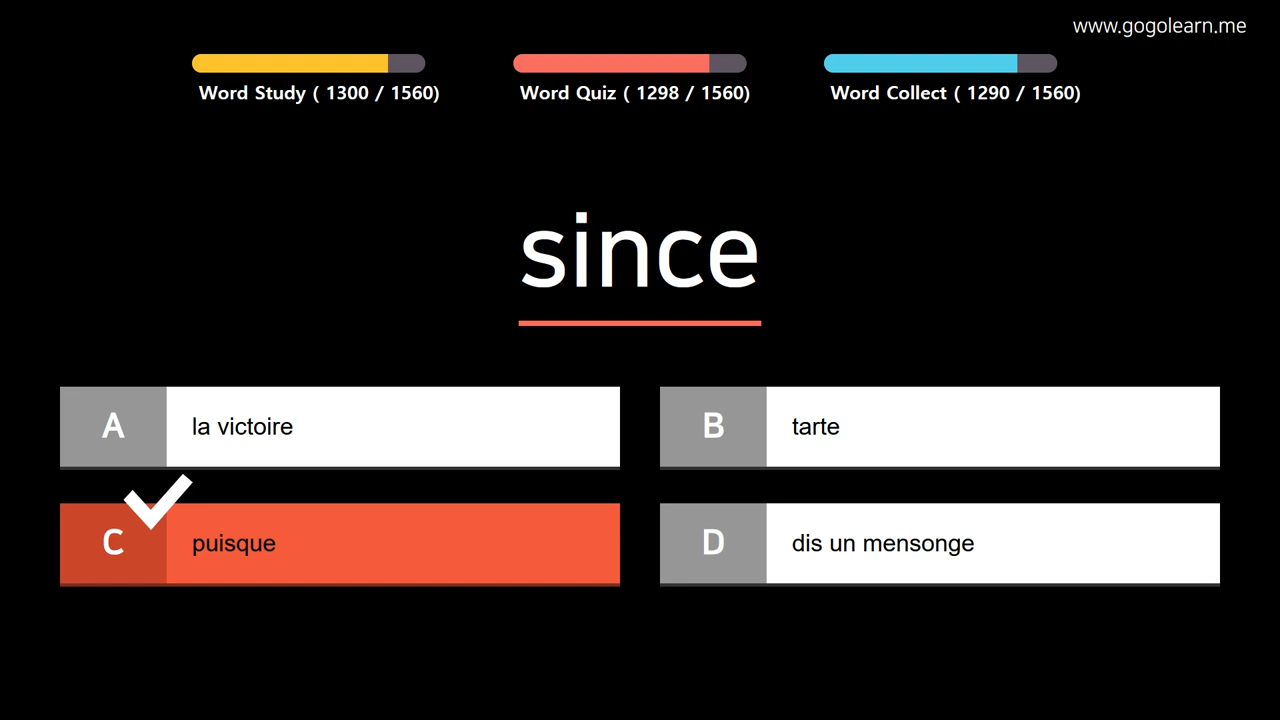 www.gogolearn.me
Word Study ( 1300 / 1560)
Word Quiz ( 1298 / 1560)
Word Collect ( 1290 / 1560)
since
A la victoire
B tarte
C puisque
D dis un mensonge